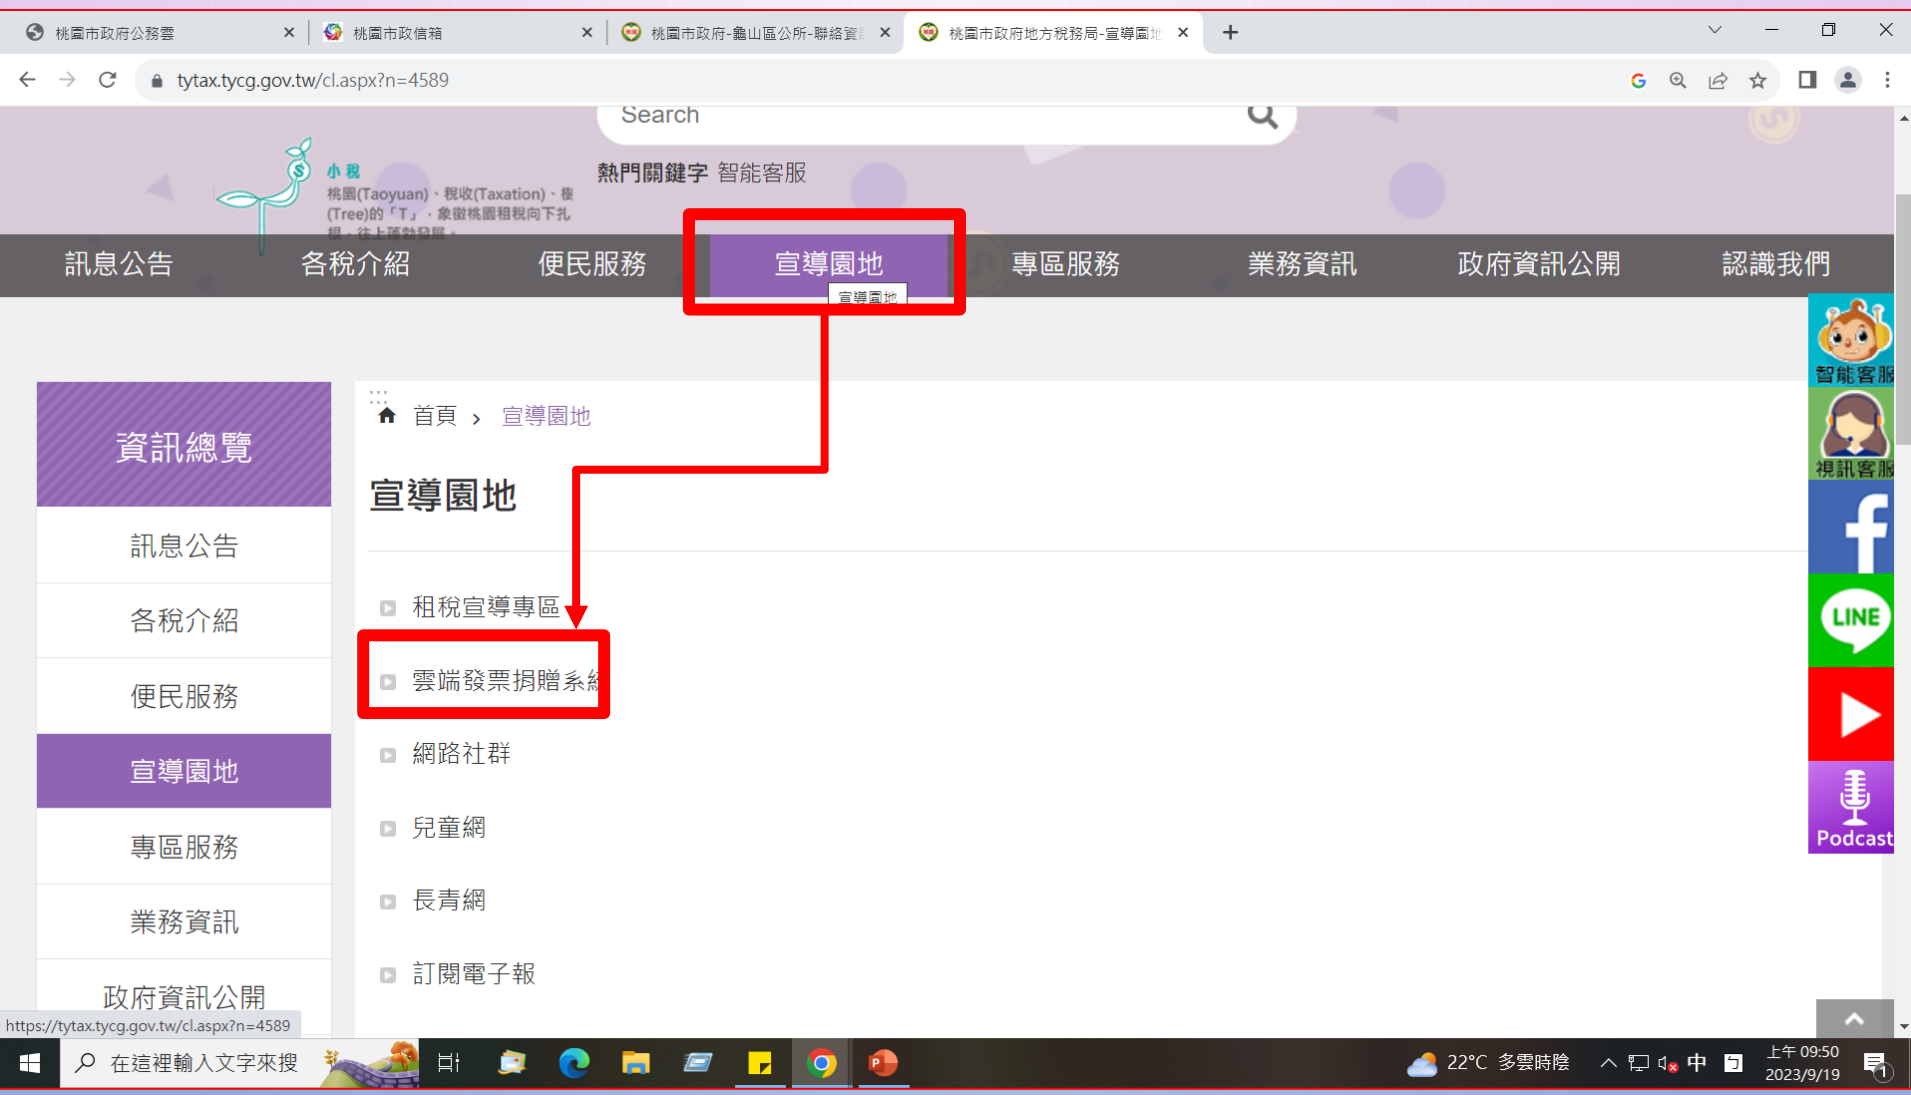 桃園市政府公務雲
桃園市政信箱
桃園市政府-龜山區公所-聯絡資
桃園市政府地方稅務局-宣導園地
tytax.tycg.gov.tw/cl.aspx?n=4589
Search
熱門關鍵字 智能客服
小稅
桃園(Taoyuan)、稅收(Taxation)、樹
(Tree)的「T」，象徵桃園租稅向下扎
根，往上蓬勃發展。
訊息公告
各稅介紹
便民服務
宣導園地
專區服務
業務資訊
政府資訊公開
認識我們
宣導園地
智能客服
視訊客服
f
LINE
Podcast
資訊總覽
訊息公告
各稅介紹
便民服務
宣導園地
專區服務
業務資訊
政府資訊公開
首頁 › 宣導園地
宣導園地
租稅宣導專區
雲端發票捐贈系統
網路社群
兒童網
長青網
訂閱電子報
https://tytax.tycg.gov.tw/cl.aspx?n=4589
在這裡輸入文字來搜
22°C 多雲時陰
中
上午 09:50
2023/9/19
1